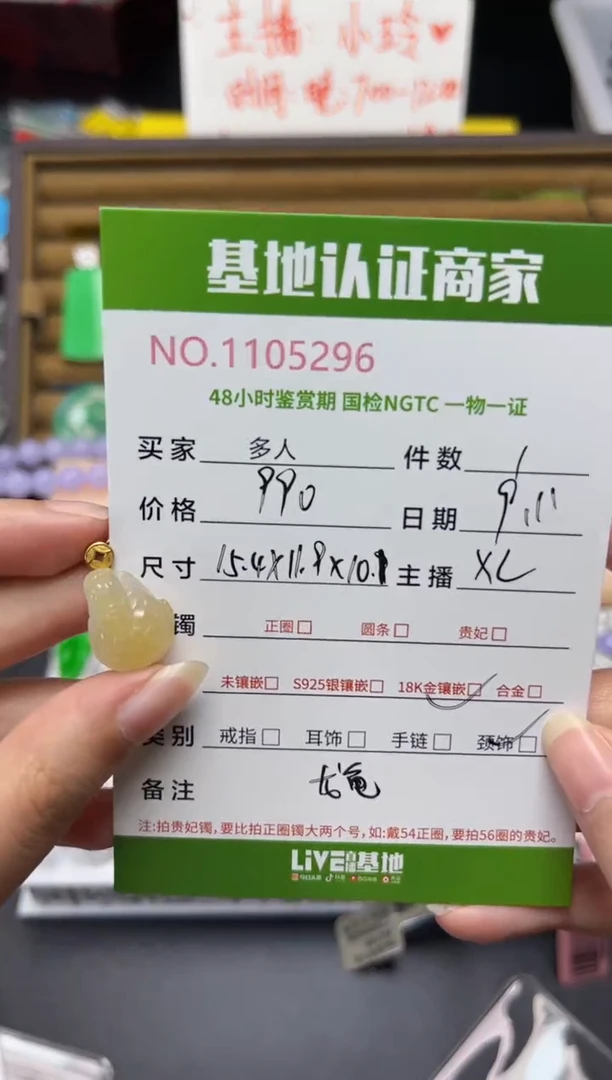 主播：小玲♥
基地认证商家
NO.1105296
48小时鉴赏期 国检NGTC 一物一证
买家 多人 件数 1
价格 990 日期 9.11
尺寸 15.4X11.9X10.1 主播 XL
镯 正圈□ 圆条□ 贵妃□
未镶嵌□ S925银镶嵌□ 18K金镶嵌□ 合金□
类别 戒指□ 耳饰□ 手链□ 颈饰□
备注 龙龟
注:拍贵妃镯,要比拍正圈镯大两个号,如:戴54正圈,要拍56圈的贵妃。
LiVE 基地